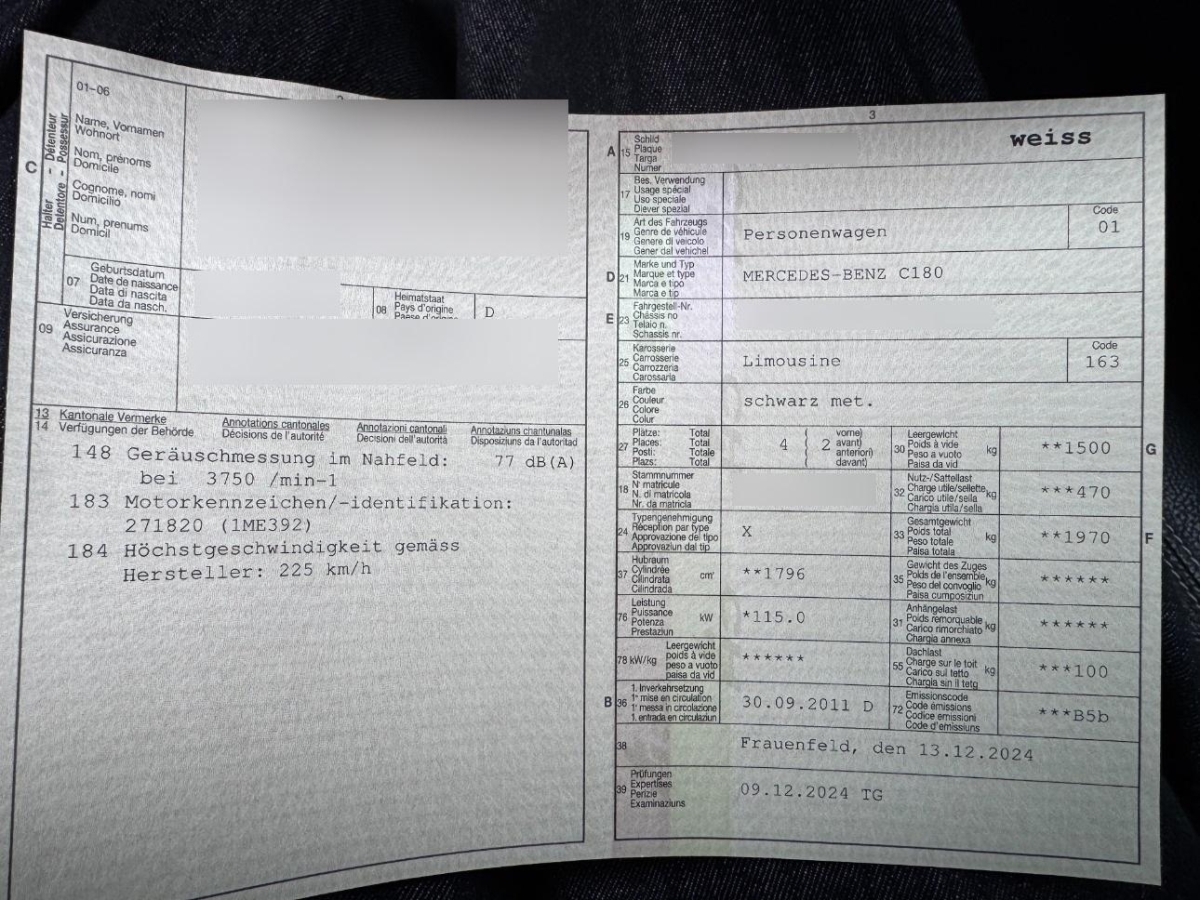 01-06
C
Halter - Détenteur
Detentore - Possessur
Name, Vornamen
Wohnort
Nom, prénoms
Domicile
Cognome, nomi
Domicilio
Num, prenums
Domicil
07
Geburtsdatum
Date de naissance
Data di nascita
Data da nasch.
08
Heimatstaat
Pays d'origine
D
09
Versicherung
Assurance
Assicurazione
Assicuranza
13 Kantonale Vermerke
14 Verfügungen der Behörde
Annotations cantonales
Décisions de l'autorité
Annotazioni cantonali
Decisioni dell'autorità
Annotaziuns chantunalas
Disposiziuns da l'autoritad
148 Geräuschmessung im Nahfeld: 77 dB(A)
bei 3750 /min-1
183 Motorkennzeichen/-identifikation:
271820 (1ME392)
184 Höchstgeschwindigkeit gemäss
Hersteller: 225 km/h
3
A 15
Schild
Plaque
Targa
Numer
weiss
17
Bes. Verwendung
Usage spécial
Uso speciale
Diever spezial
19
Art des Fahrzeugs
Genre de véhicule
Genere di veicolo
Gener dal vehichel
Personenwagen
Code
01
D 21
Marke und Typ
Marque et type
Marca e tipo
Marca e tip
MERCEDES-BENZ C180
E 23
Fahrgestell-Nr.
Châssis no
Telaio n.
Schassis nr.
25
Karosserie
Carrosserie
Carrozzeria
Carossaria
Limousine
Code
163
26
Farbe
Couleur
Colore
Colur
schwarz met.
27
Plätze: Total
Places: Total
Posti: Totale
Plazs: Total
4 ( 2
vorne)
avant)
anteriori)
davant)
30
Leergewicht
Poids à vide
Peso a vuoto
Paisa da vid
kg
**1500
G
18
Stammnummer
N° matricule
N. di matricola
Nr. da matricla
32
Nutz-/Sattellast
Charge utile/sellette
Carico utile/sella
Chargia utila/sella
kg
***470
24
Typengenehmigung
Réception par type
Approvazione del tipo
Approvaziun dal tip
X
33
Gesamtgewicht
Poids total
Peso totale
Paisa totala
kg
**1970
F
37
Hubraum
Cylindrée
Cilindrata
Cilindrada
cm³
**1796
35
Gewicht des Zuges
Poids de l'ensemble
Peso del convoglio
Paisa cumposiziun
kg
******
76
Leistung
Puissance
Potenza
Prestaziun
kW
*115.0
31
Anhängelast
Poids remorquable
Carico rimorchiato
Chargia annexa
kg
******
78 kW/kg
Leergewicht
poids à vide
peso a vuoto
paisa da vid
******
55
Dachlast
Charge sur le toit
Carico sul tetto
Chargia sin il tetg
kg
***100
B 36
1. Inverkehrsetzung
1re mise en circulation
1a messa in circolazione
1. entrada en circulaziun
30.09.2011 D
72
Emissionscode
Code émissions
Codice emissioni
Code d'emissiuns
***B5b
38
Frauenfeld, den 13.12.2024
39
Prüfungen
Expertises
Perizie
Examinaziuns
09.12.2024 TG